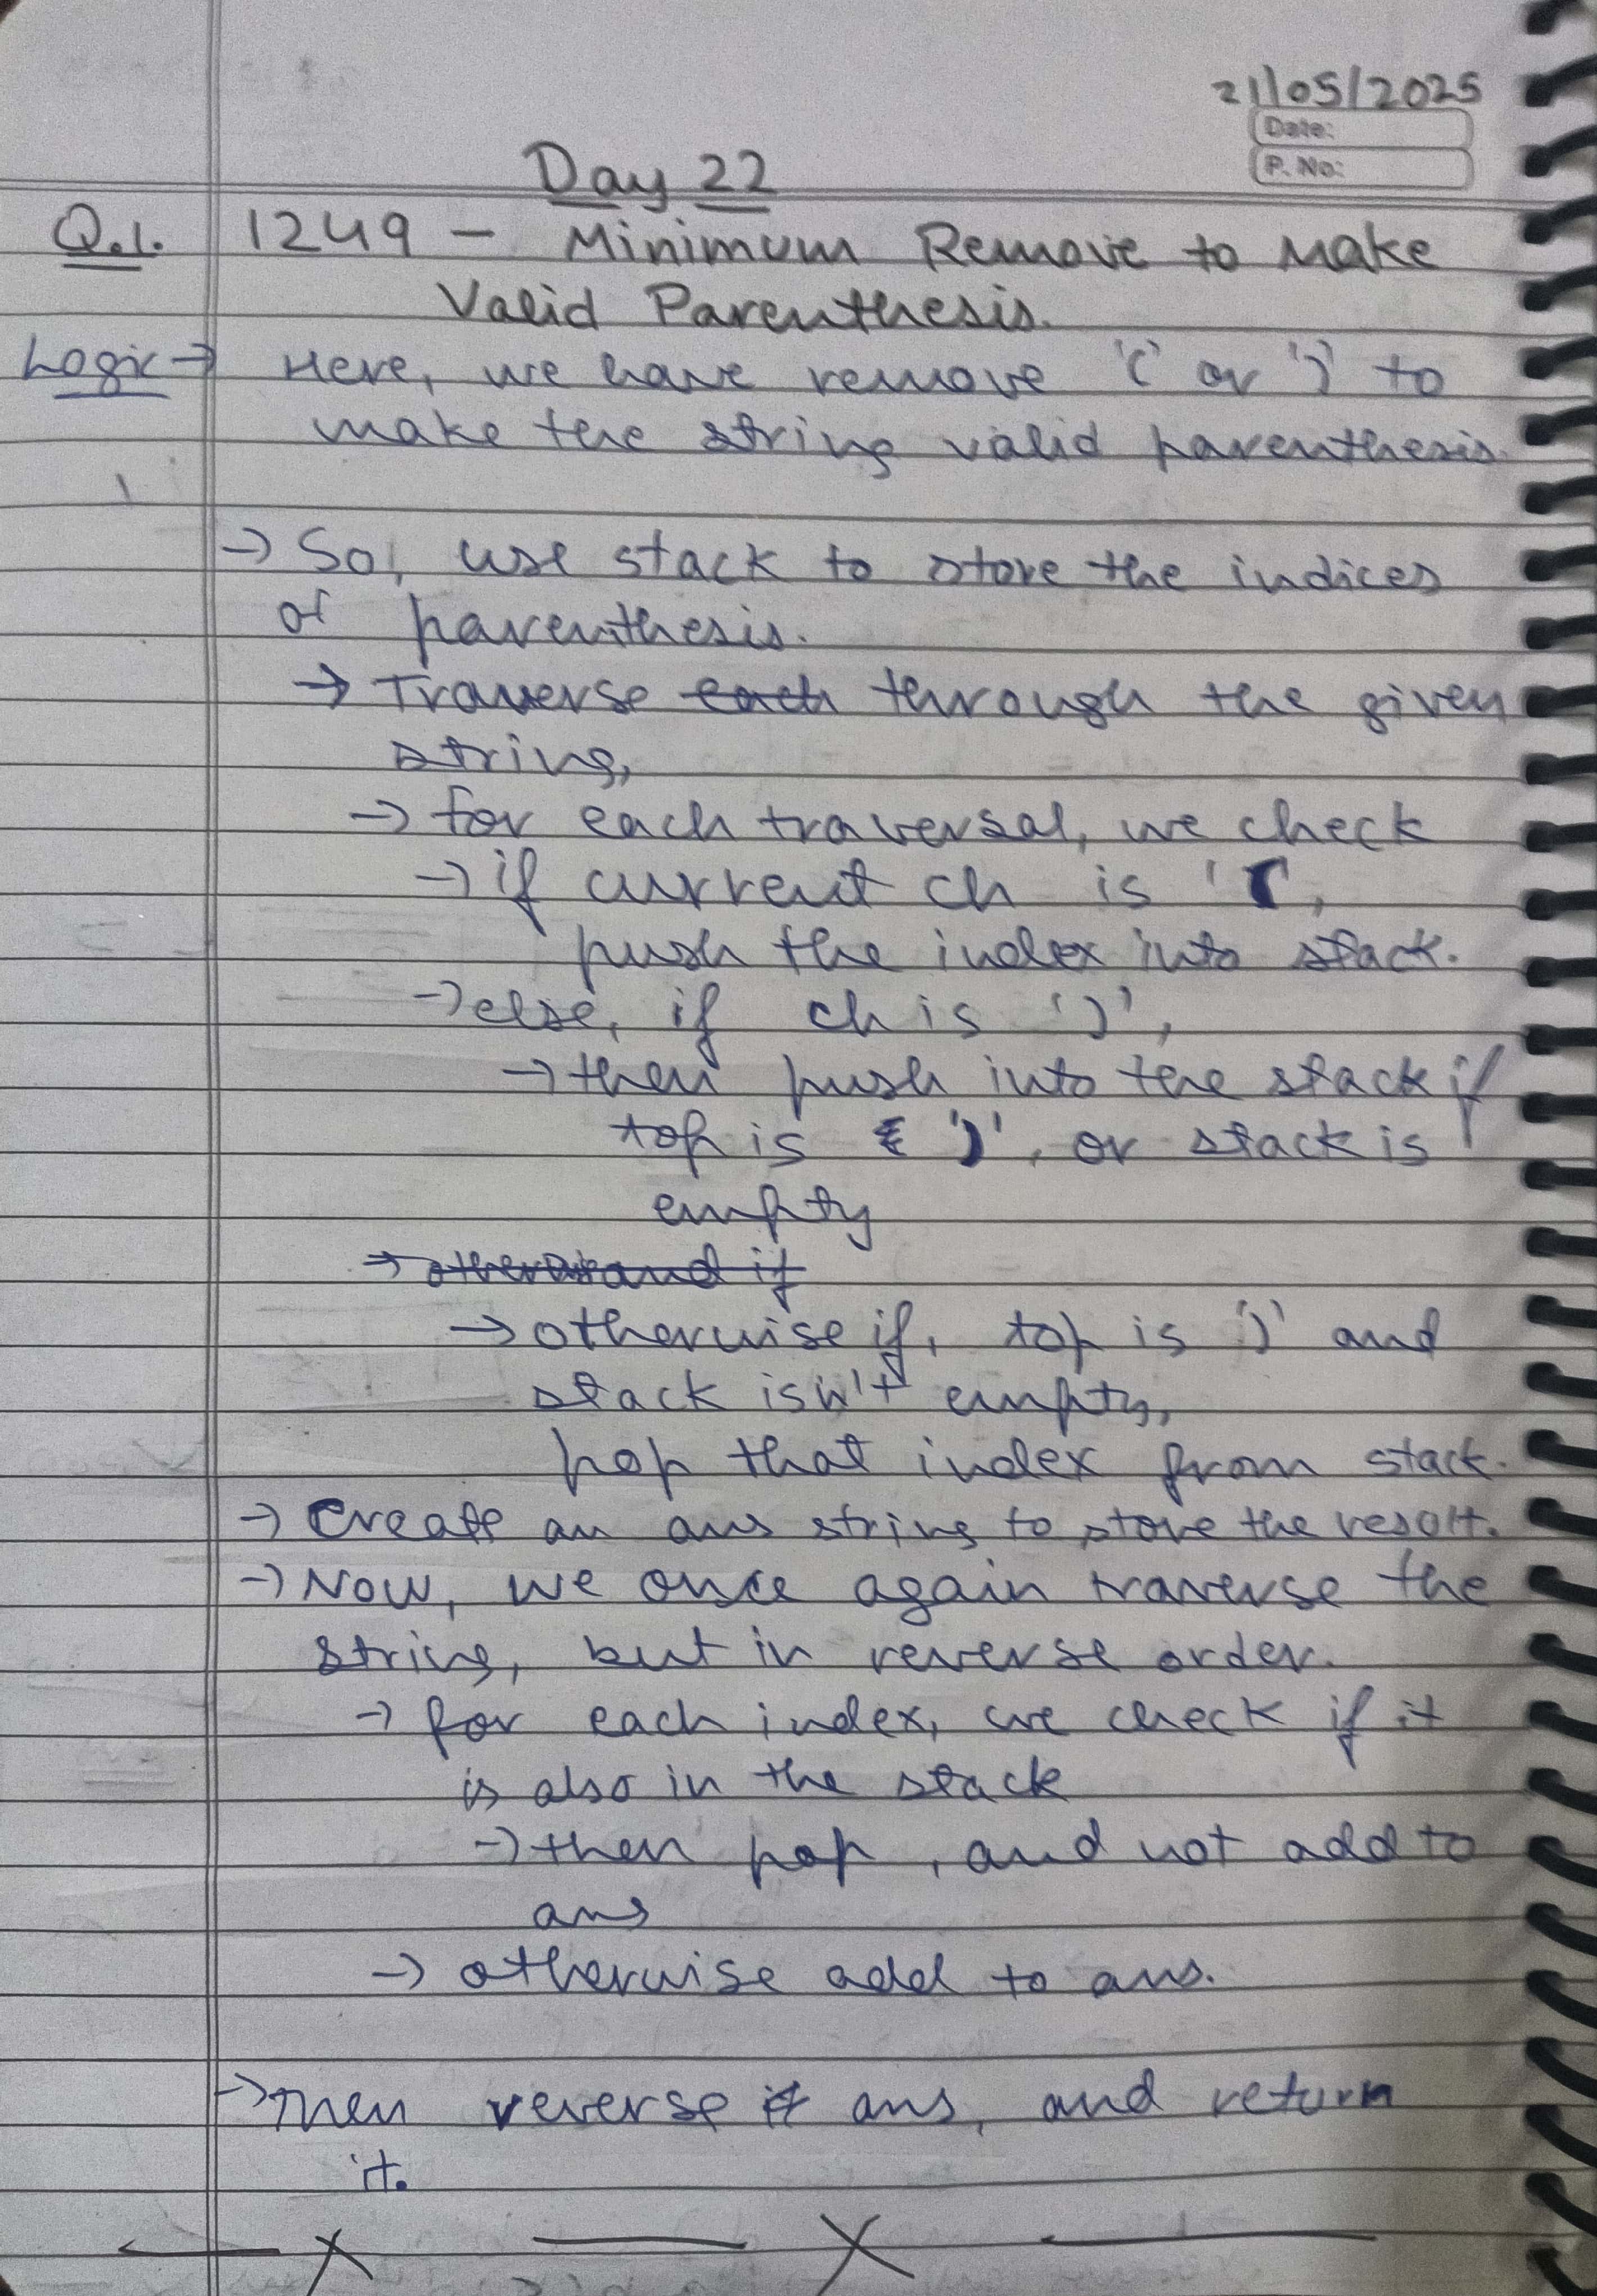 21/05/2025
Date:
P. No:
Day 22
Q.1. 1249 - Minimum Remove to Make
Valid Parenthesis.
Logic → Here, we have remove '(' or ')' to
make the string valid parenthesis.
→ So, use stack to store the indices
of parenthesis.
→ Traverse each through the given
string,
→ for each traversal, we check
→ if current ch is '(',
push the index into stack.
→ else, if ch is ')',
→ then push into the stack if
top is ')', or stack is
empty
→ and if
→ otherwise if, top is ')' and
stack isn't empty,
pop that index from stack.
→ Create an ans string to store the result.
→ Now, we once again traverse the
string, but in reverse order.
→ for each index, we check if it
is also in the stack
→ then pop, and not add to
ans
→ otherwise add to ans.
→ Then reverse ans, and return
it.